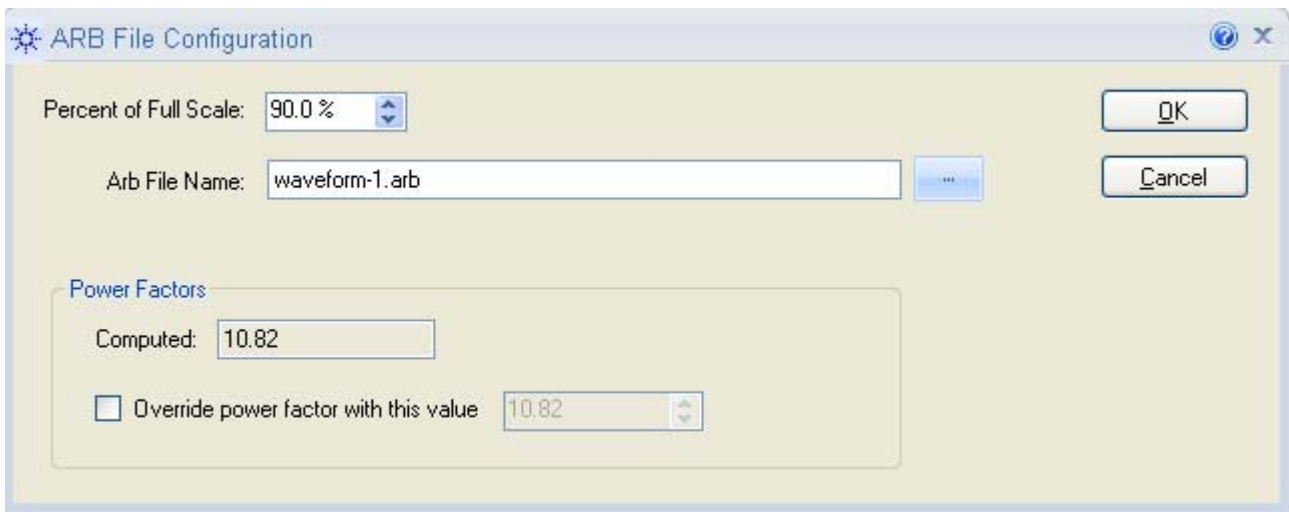 ARB File Configuration
Percent of Full Scale: 90.0 %
OK
Arb File Name: waveform-1.arb ...
Cancel
Power Factors
Computed: 10.82
Override power factor with this value 10.82